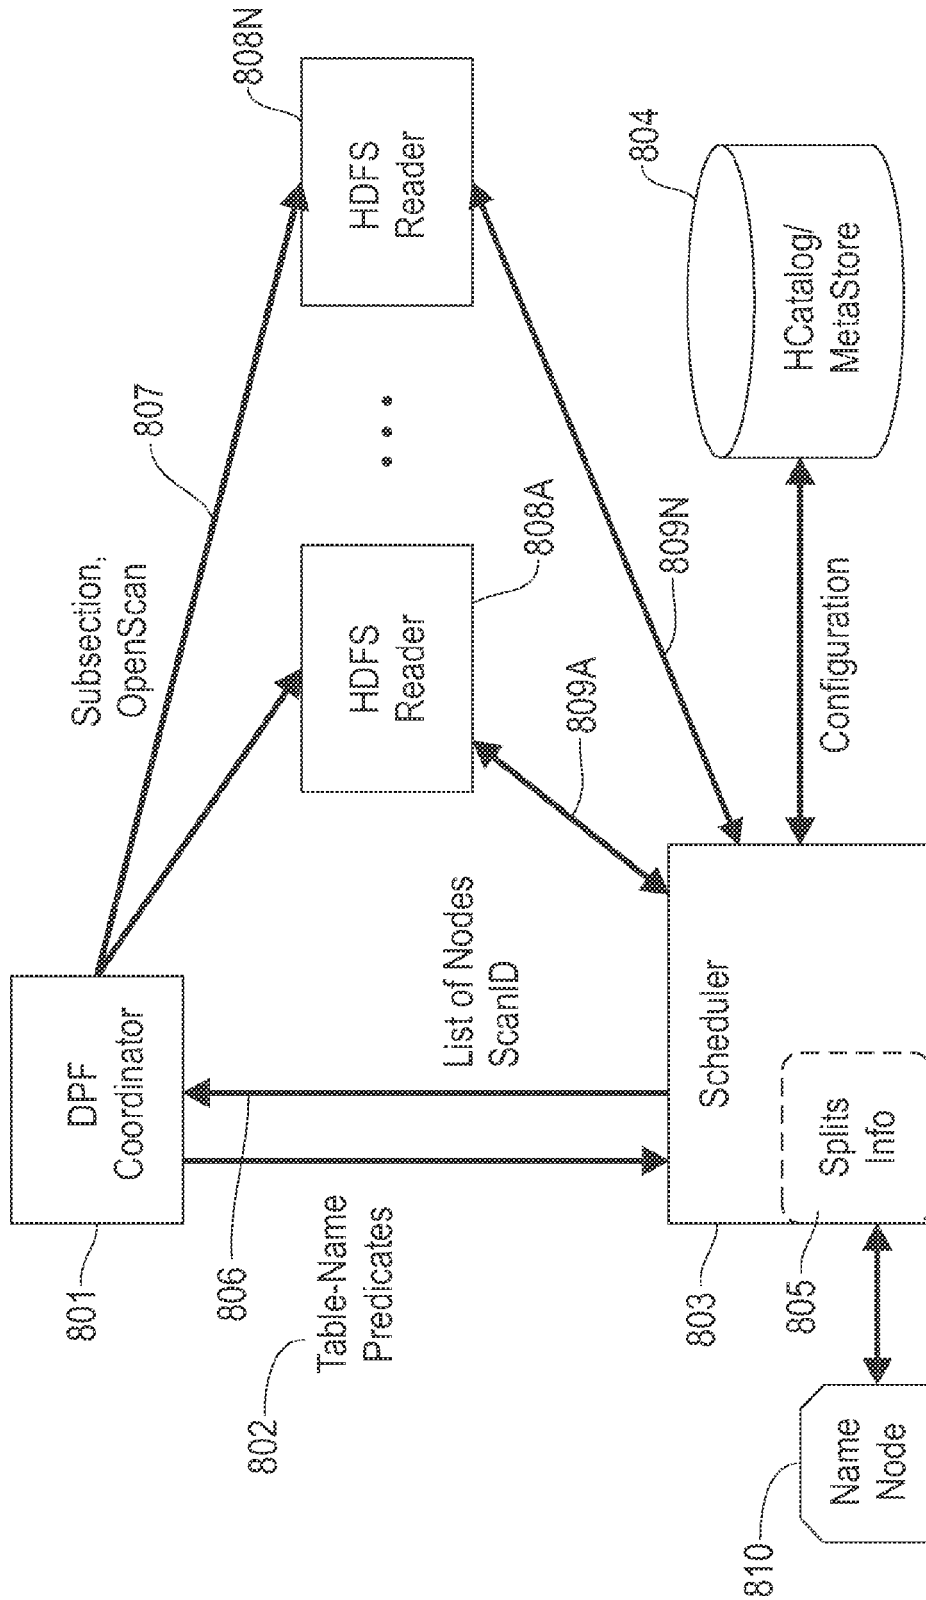 801
DPF
Coordinator
Subsection,
OpenScan
807
802
Table-Name
Predicates
806
List of Nodes
ScanID
HDFS
Reader
808A
HDFS
Reader
808N
809A
809N
803
Scheduler
805
Splits
Info
Configuration
HCatalog/
MetaStore
804
810
Name
Node